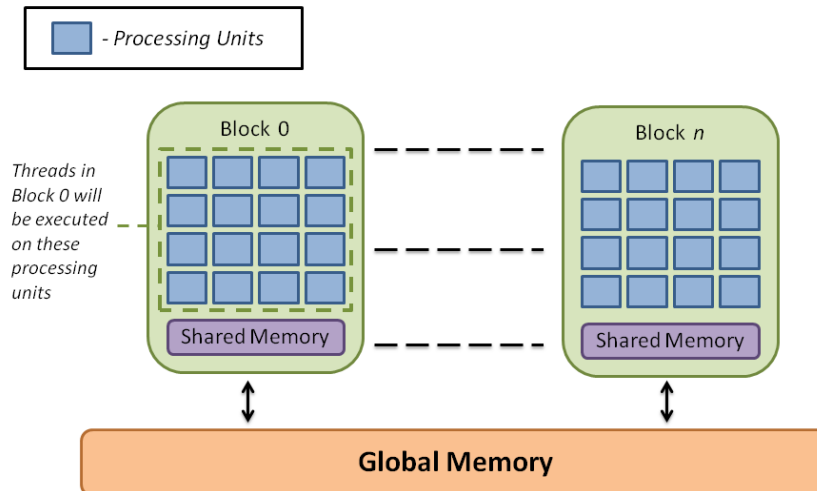 - Processing Units
Block 0
Block n
Threads in
Block 0 will
be executed
on these
processing
units
Shared Memory
Shared Memory
Global Memory